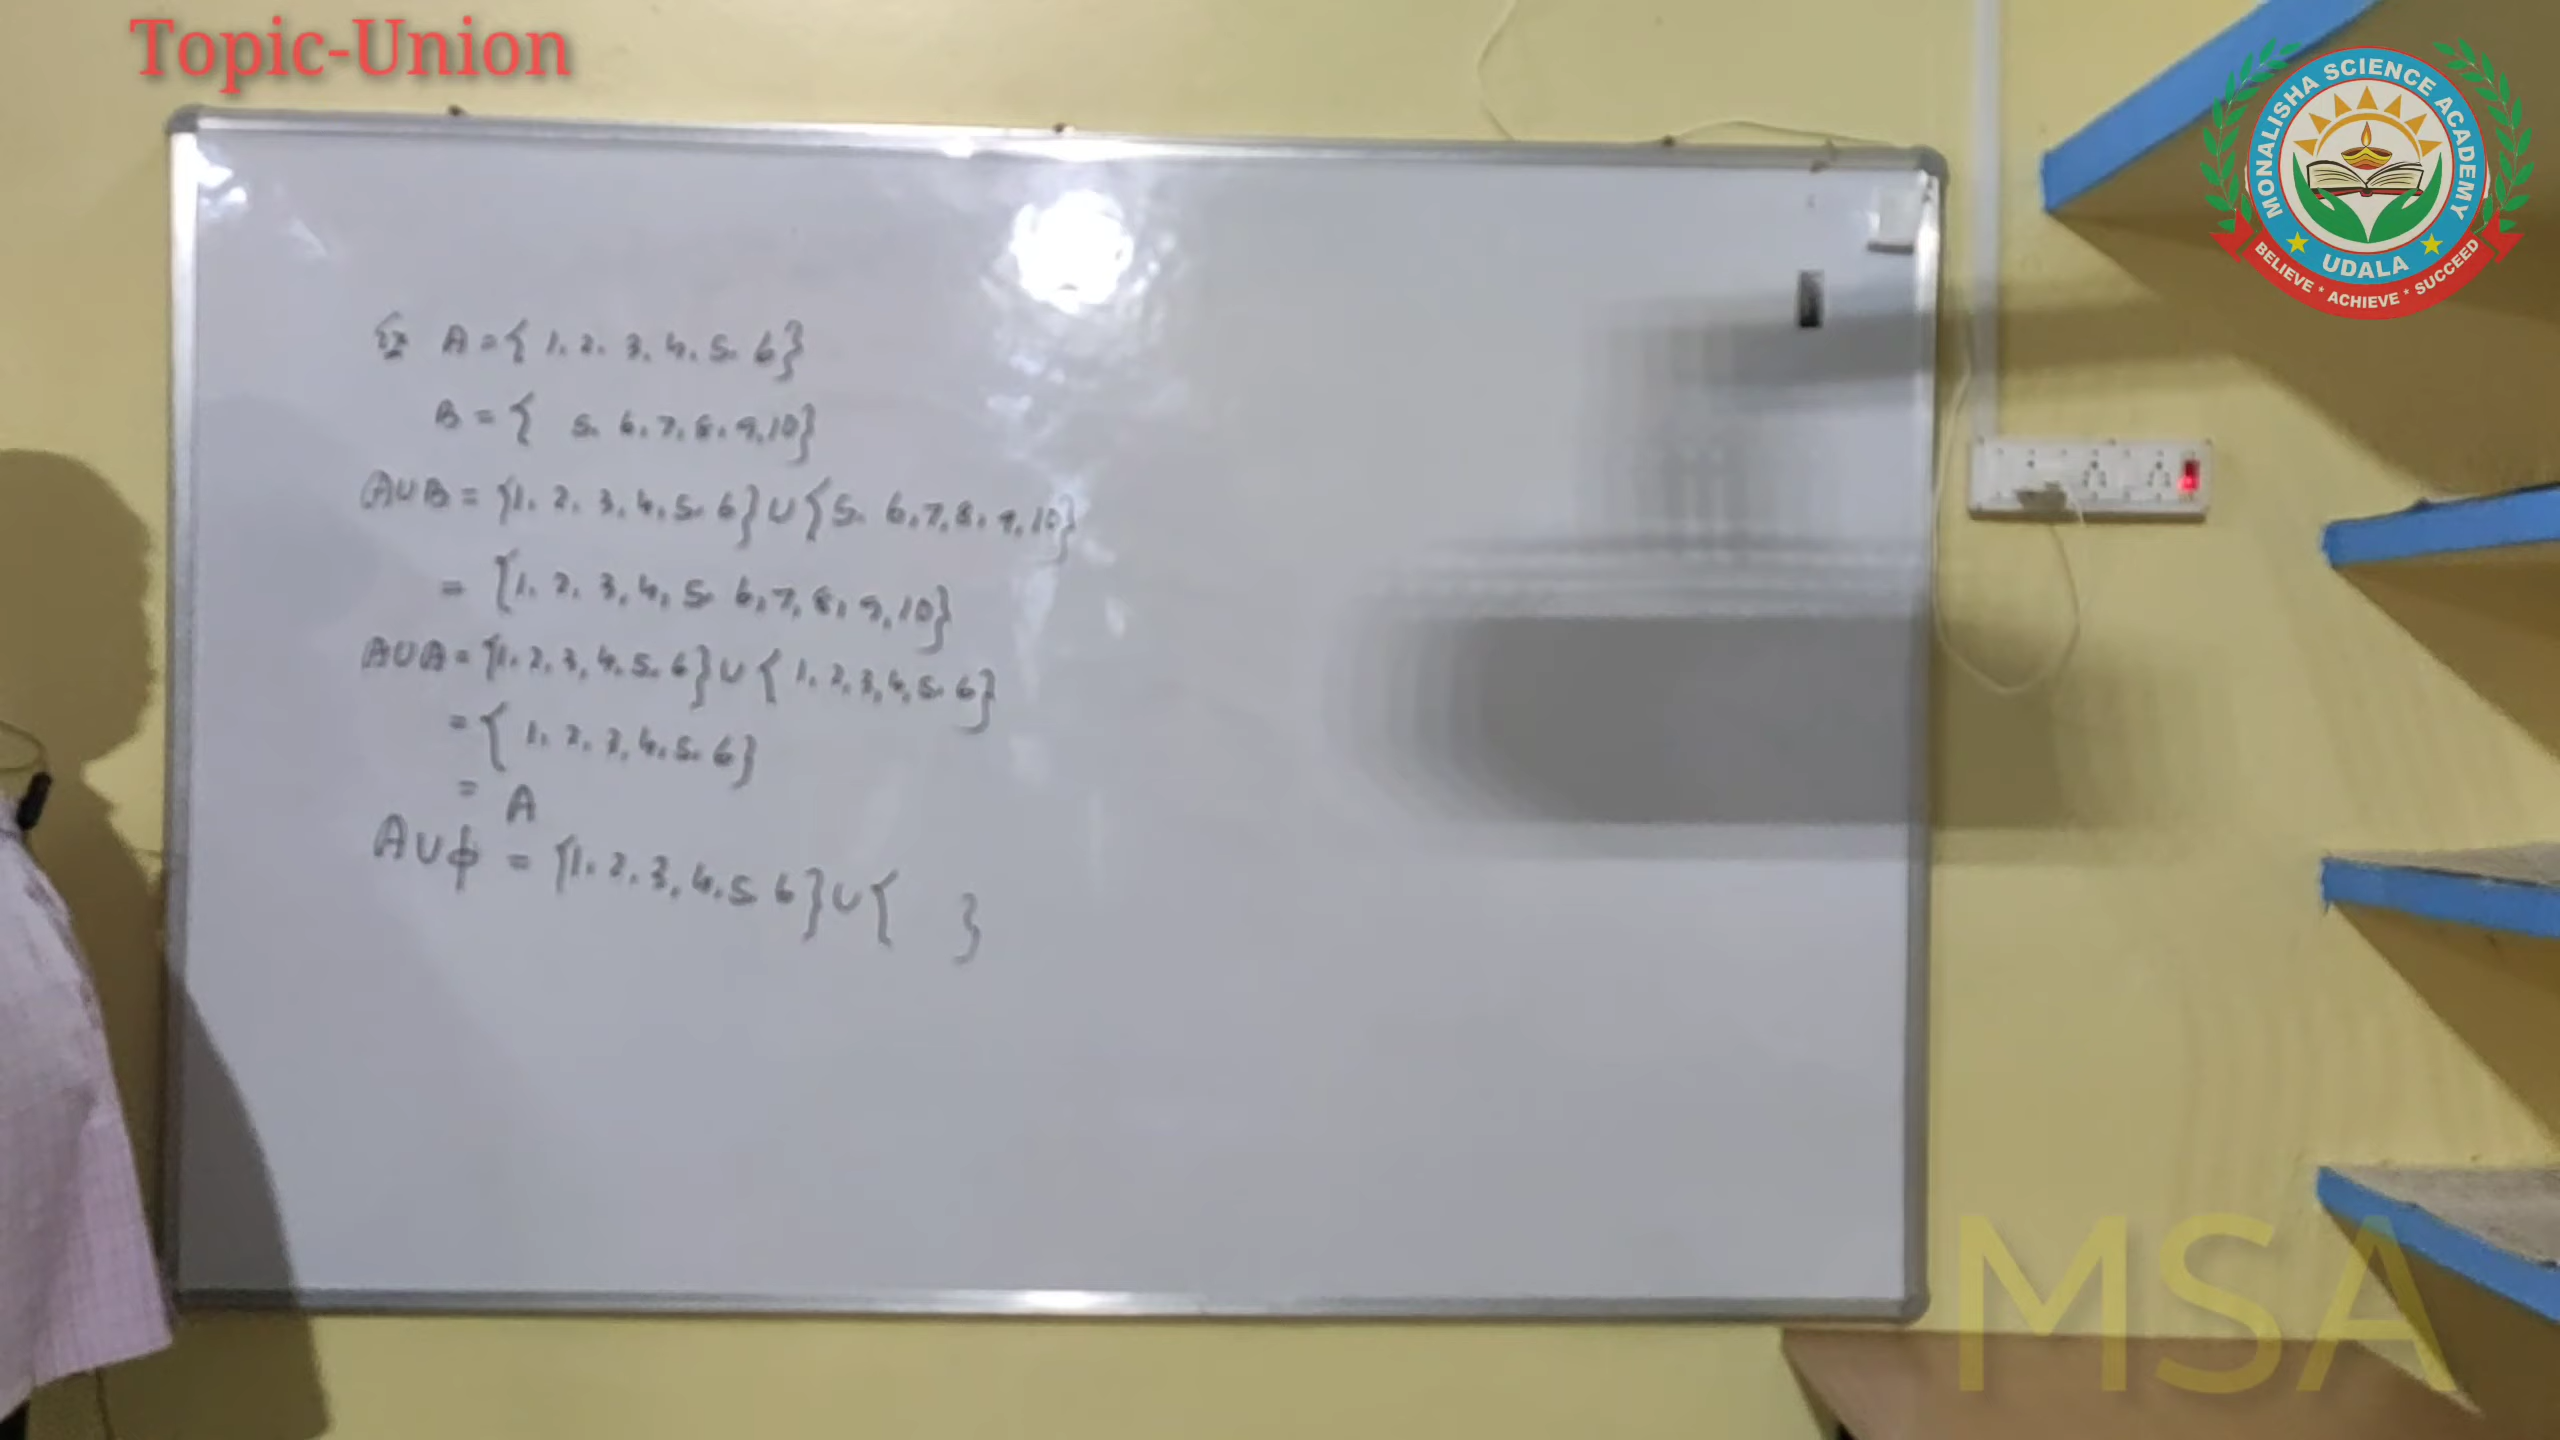 Topic-Union
MONALISHA SCIENCE ACADEMY
UDALA
BELIEVE * ACHIEVE * SUCCEED
Ex A = { 1, 2, 3, 4, 5, 6}
B = { 5, 6, 7, 8, 9, 10}
A∪B = {1, 2, 3, 4, 5, 6} ∪ {5, 6, 7, 8, 9, 10}
= {1, 2, 3, 4, 5, 6, 7, 8, 9, 10}
A∪A = {1, 2, 3, 4, 5, 6} ∪ { 1, 2, 3, 4, 5, 6}
= { 1, 2, 3, 4, 5, 6}
= A
A∪ϕ = {1, 2, 3, 4, 5, 6} ∪ { }
MSA